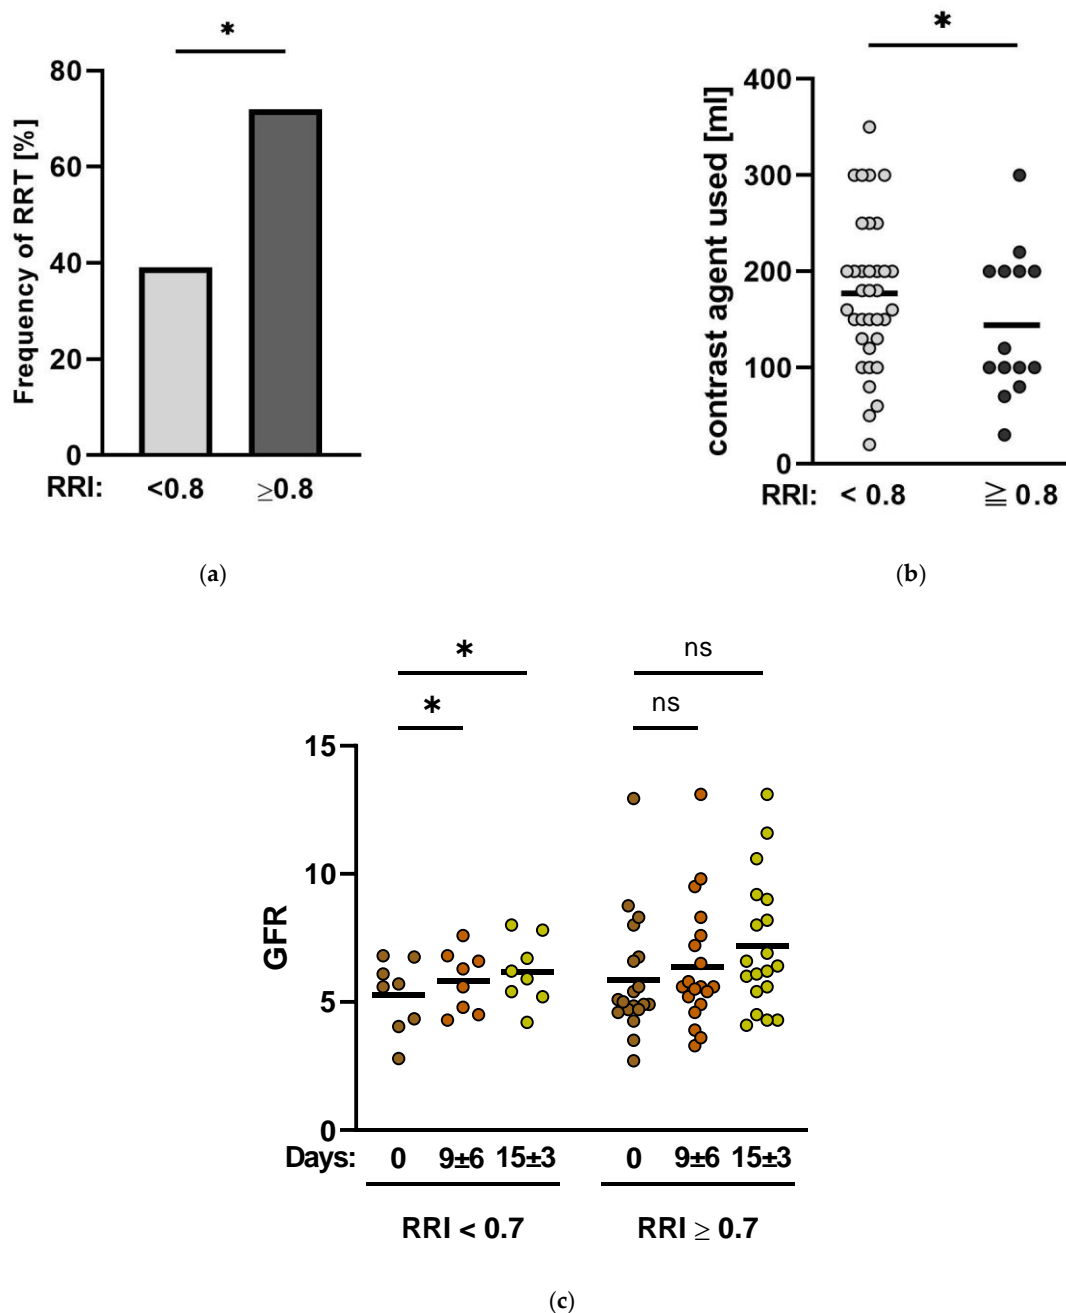 *
Frequency of RRT [%]
80
60
40
20
0
RRI: <0.8 ≥0.8
(a)
*
contrast agent used [ml]
400
300
200
100
0
RRI: < 0.8 ≧ 0.8
(b)
* ns
* ns
GFR
15
10
5
0
Days: 0 9±6 15±3 0 9±6 15±3
RRI < 0.7 RRI ≥ 0.7
(c)